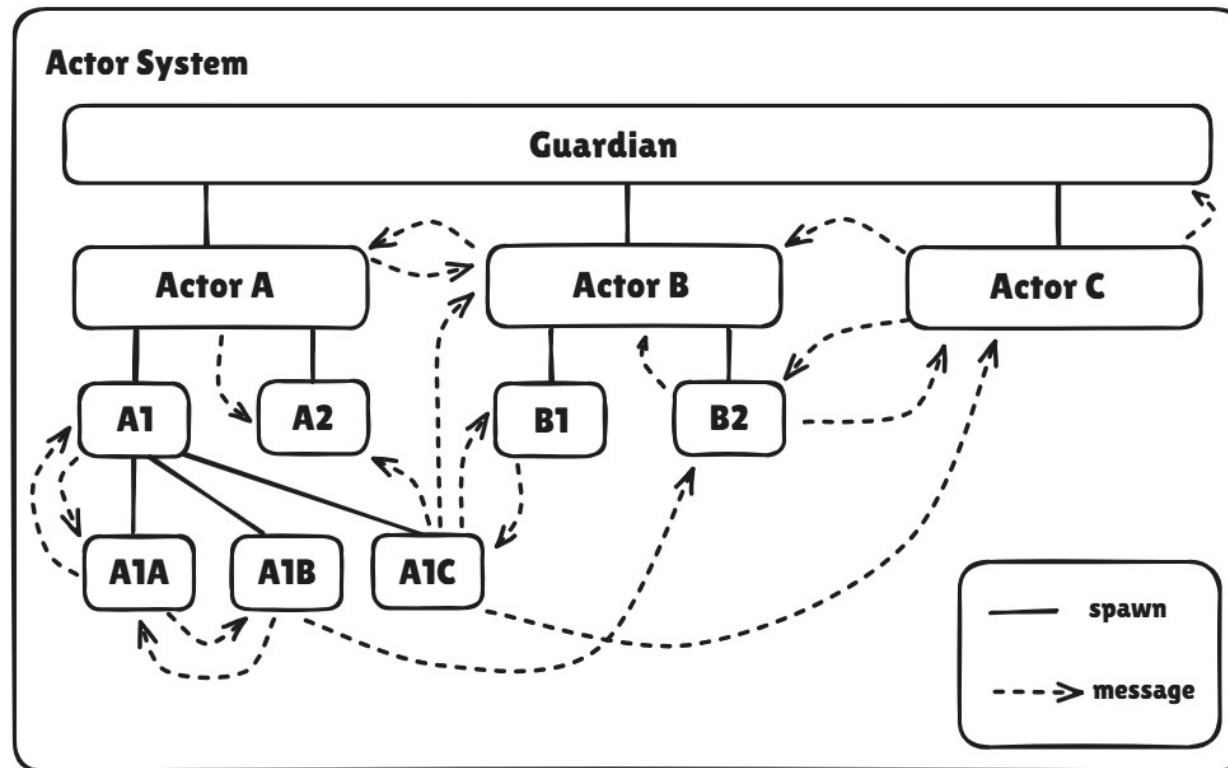 Actor System
Guardian
Actor A
Actor B
Actor C
A1
A2
B1
B2
A1A
A1B
A1C
spawn
message